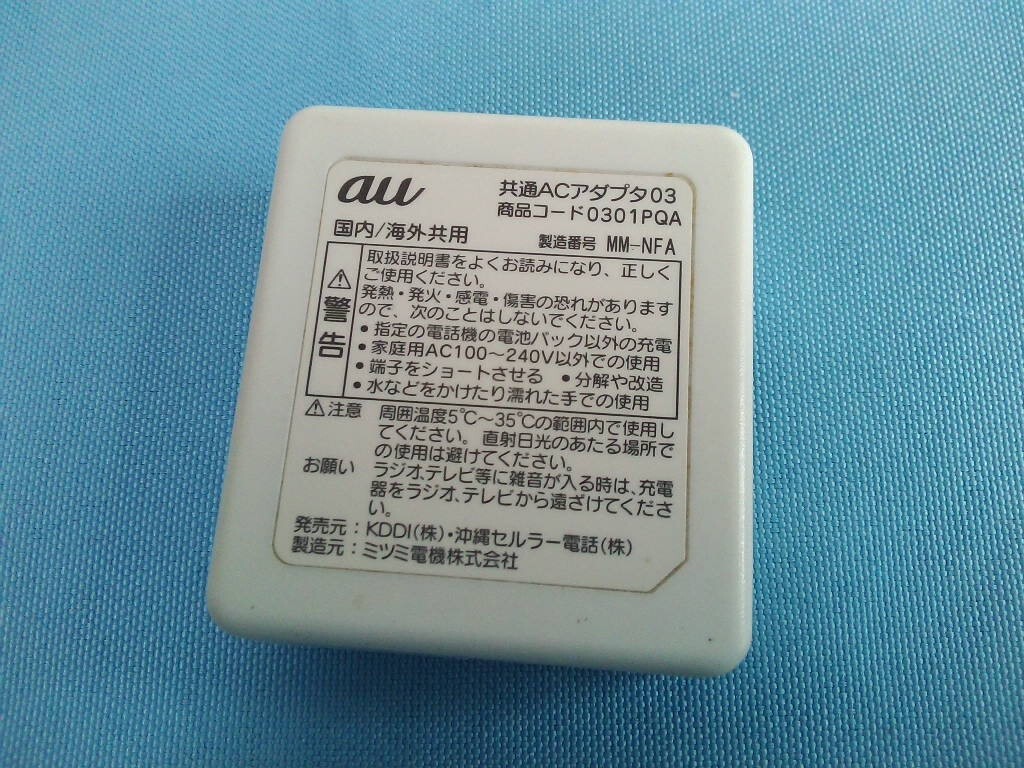 au
共通ACアダプタ03
商品コード0301PQA
国内/海外共用
製造番号 MM-NFA
警告
取扱説明書をよくお読みになり、正しく
ご使用ください。
発熱・発火・感電・傷害の恐れがあります
ので、次のことはしないでください。
●指定の電話機の電池パック以外の充電
●家庭用AC100～240V以外での使用
●端子をショートさせる ●分解や改造
●水などをかけたり濡れた手での使用
注意 周囲温度5℃～35℃の範囲内で使用し
てください。直射日光のあたる場所で
の使用は避けてください。
お願い ラジオ、テレビ等に雑音が入る時は、充電
器をラジオ、テレビから遠ざけてくださ
い。
発売元：KDDI(株)・沖縄セルラー電話(株)
製造元：ミツミ電機株式会社